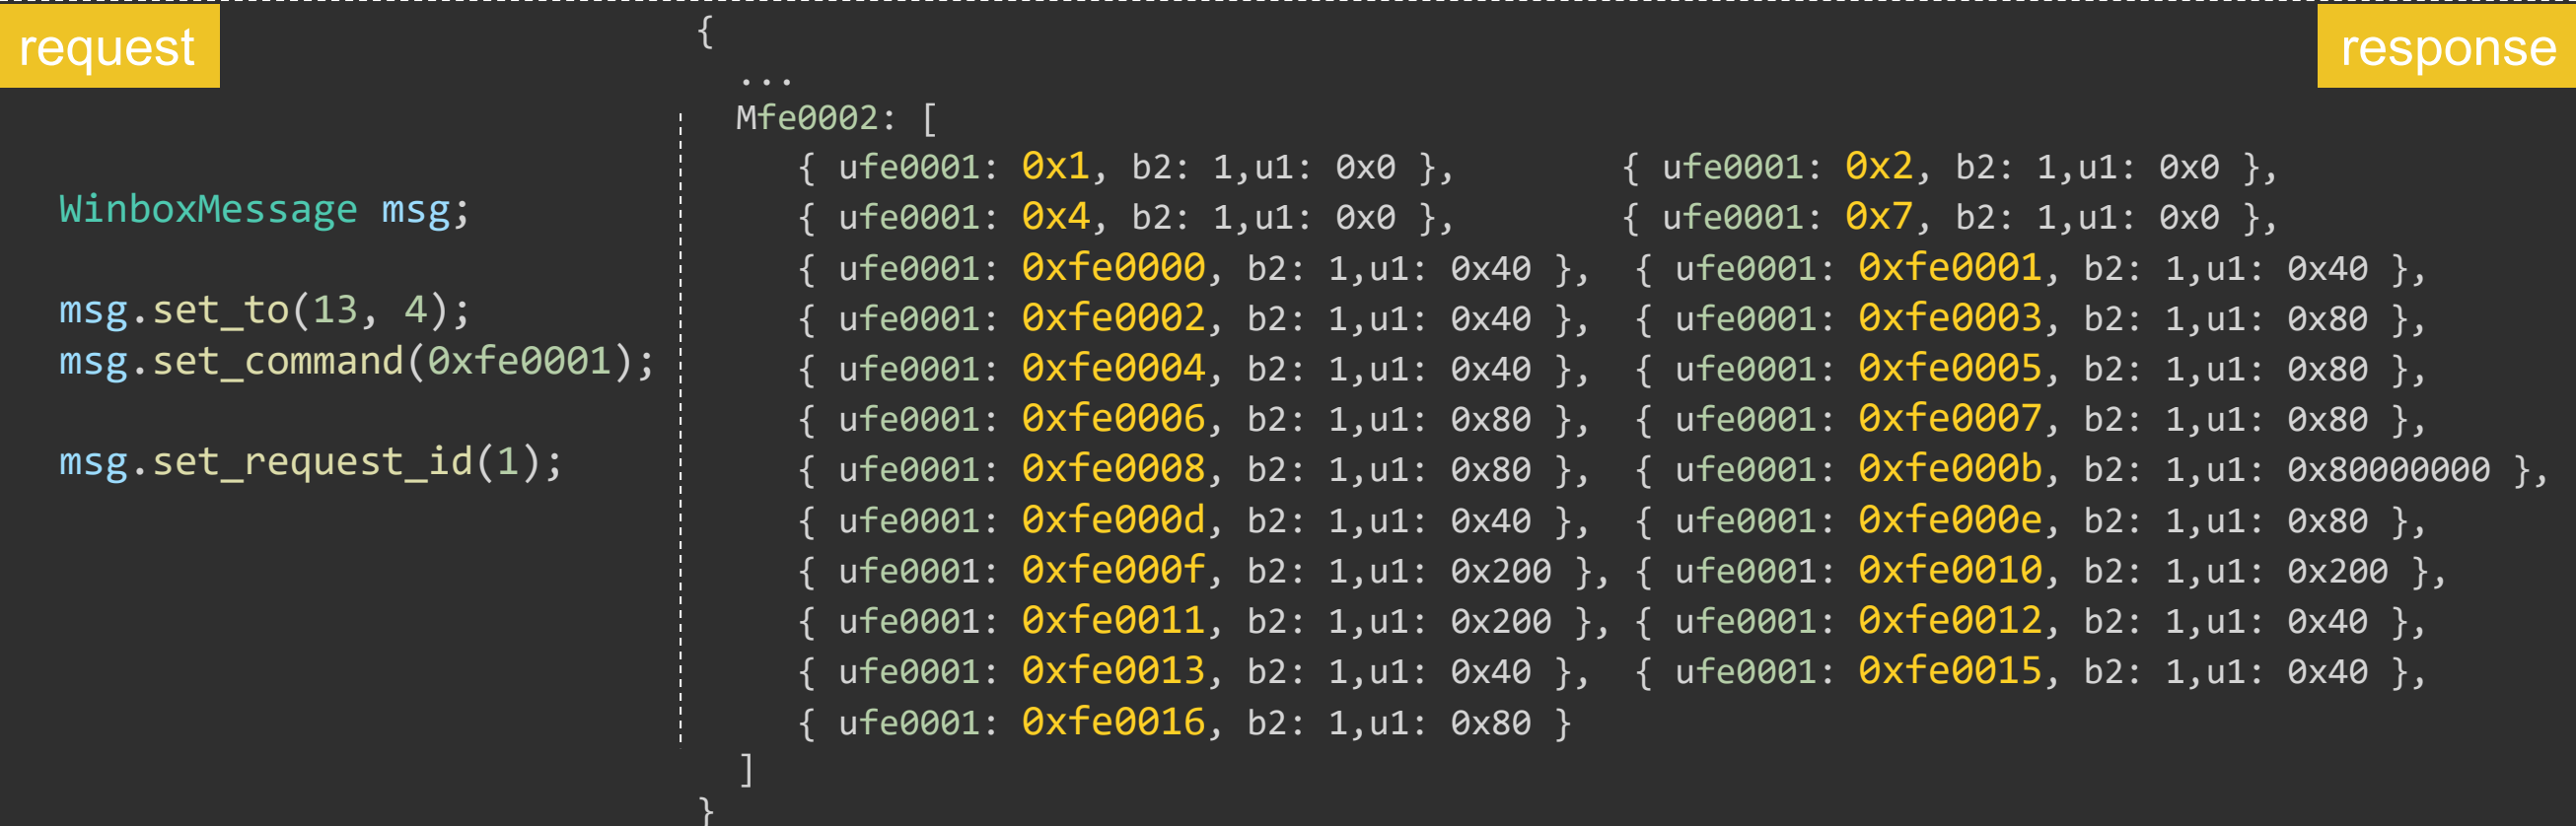 request
WinboxMessage msg;
msg.set_to(13, 4);
msg.set_command(0xfe0001);
msg.set_request_id(1);
response
{
...
Mfe0002: [
{ ufe0001: 0x1, b2: 1,u1: 0x0 }, { ufe0001: 0x2, b2: 1,u1: 0x0 },
{ ufe0001: 0x4, b2: 1,u1: 0x0 }, { ufe0001: 0x7, b2: 1,u1: 0x0 },
{ ufe0001: 0xfe0000, b2: 1,u1: 0x40 }, { ufe0001: 0xfe0001, b2: 1,u1: 0x40 },
{ ufe0001: 0xfe0002, b2: 1,u1: 0x40 }, { ufe0001: 0xfe0003, b2: 1,u1: 0x80 },
{ ufe0001: 0xfe0004, b2: 1,u1: 0x40 }, { ufe0001: 0xfe0005, b2: 1,u1: 0x80 },
{ ufe0001: 0xfe0006, b2: 1,u1: 0x80 }, { ufe0001: 0xfe0007, b2: 1,u1: 0x80 },
{ ufe0001: 0xfe0008, b2: 1,u1: 0x80 }, { ufe0001: 0xfe000b, b2: 1,u1: 0x80000000 },
{ ufe0001: 0xfe000d, b2: 1,u1: 0x40 }, { ufe0001: 0xfe000e, b2: 1,u1: 0x80 },
{ ufe0001: 0xfe000f, b2: 1,u1: 0x200 }, { ufe0001: 0xfe0010, b2: 1,u1: 0x200 },
{ ufe0001: 0xfe0011, b2: 1,u1: 0x200 }, { ufe0001: 0xfe0012, b2: 1,u1: 0x40 },
{ ufe0001: 0xfe0013, b2: 1,u1: 0x40 }, { ufe0001: 0xfe0015, b2: 1,u1: 0x40 },
{ ufe0001: 0xfe0016, b2: 1,u1: 0x80 }
]
}